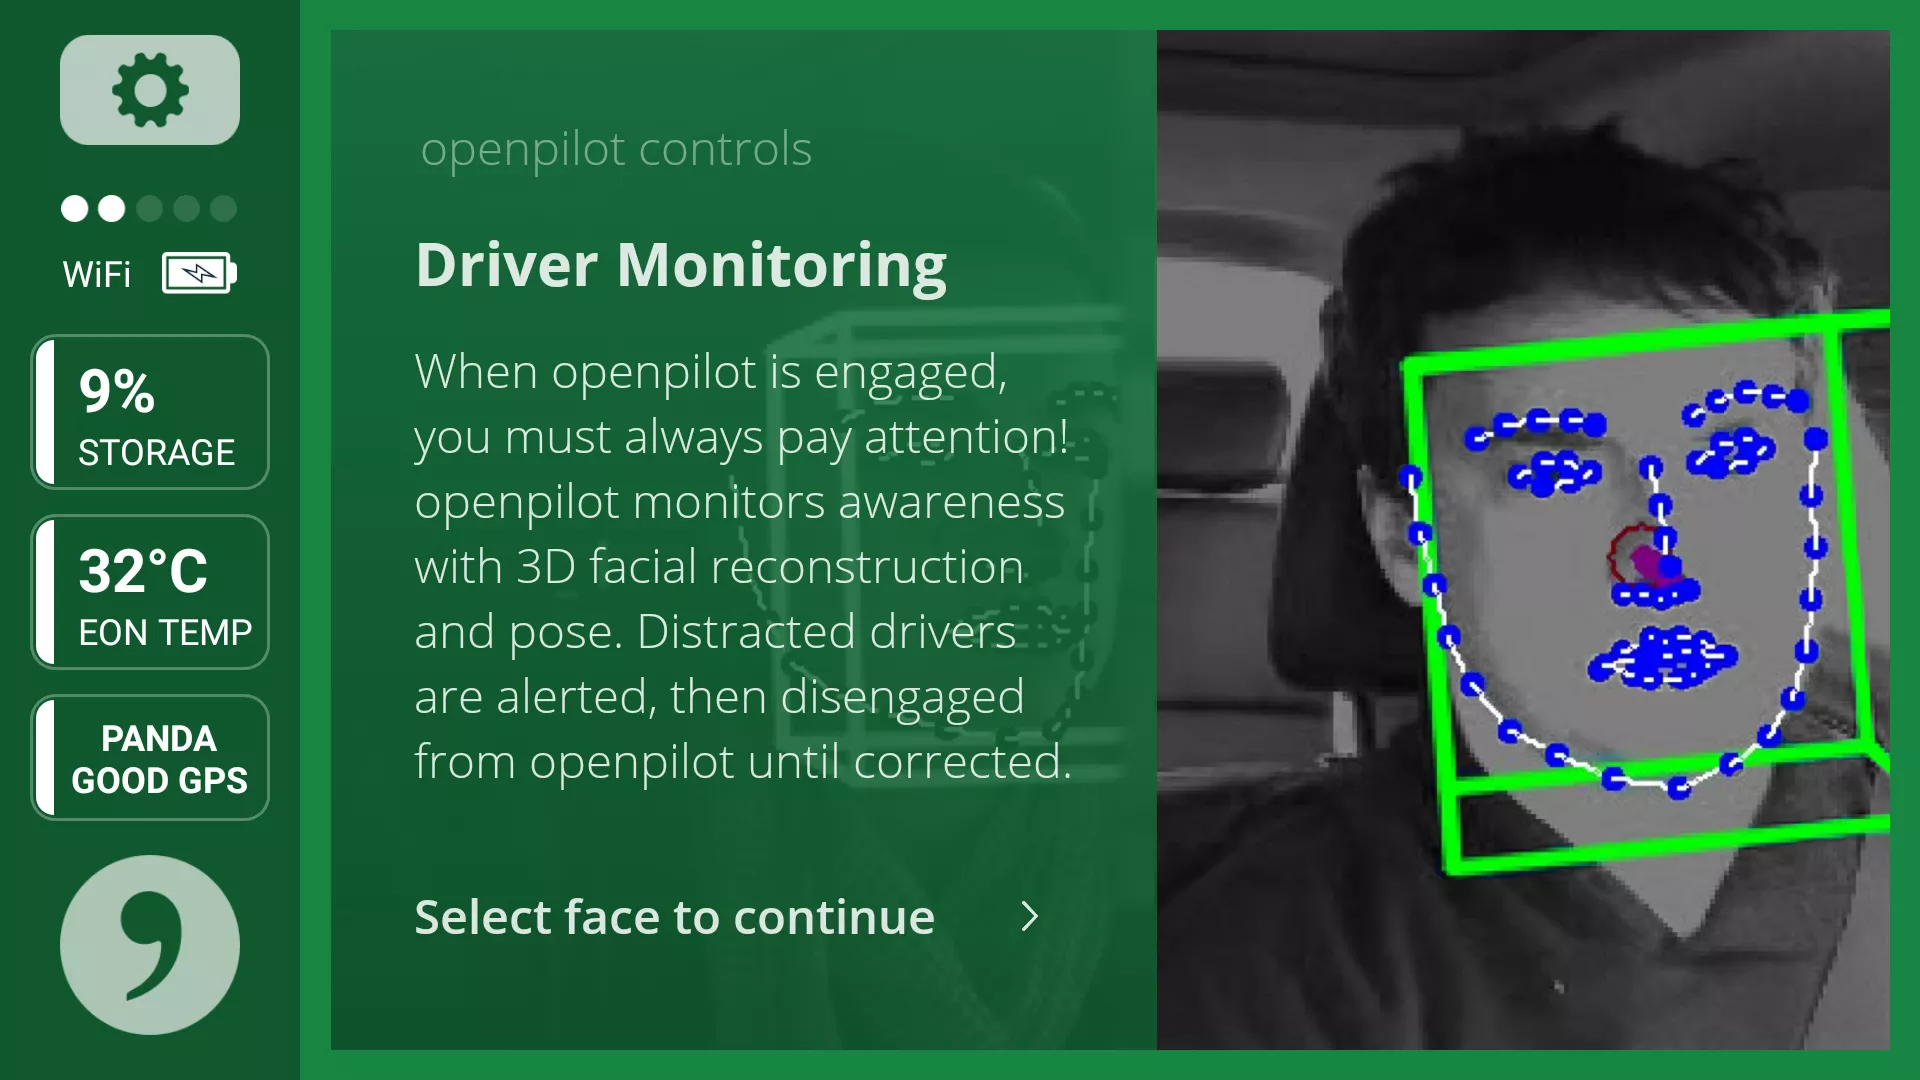 WiFi
9%
STORAGE
32°C
EON TEMP
PANDA
GOOD GPS
openpilot controls
Driver Monitoring
When openpilot is engaged,
you must always pay attention!
openpilot monitors awareness
with 3D facial reconstruction
and pose. Distracted drivers
are alerted, then disengaged
from openpilot until corrected.
Select face to continue